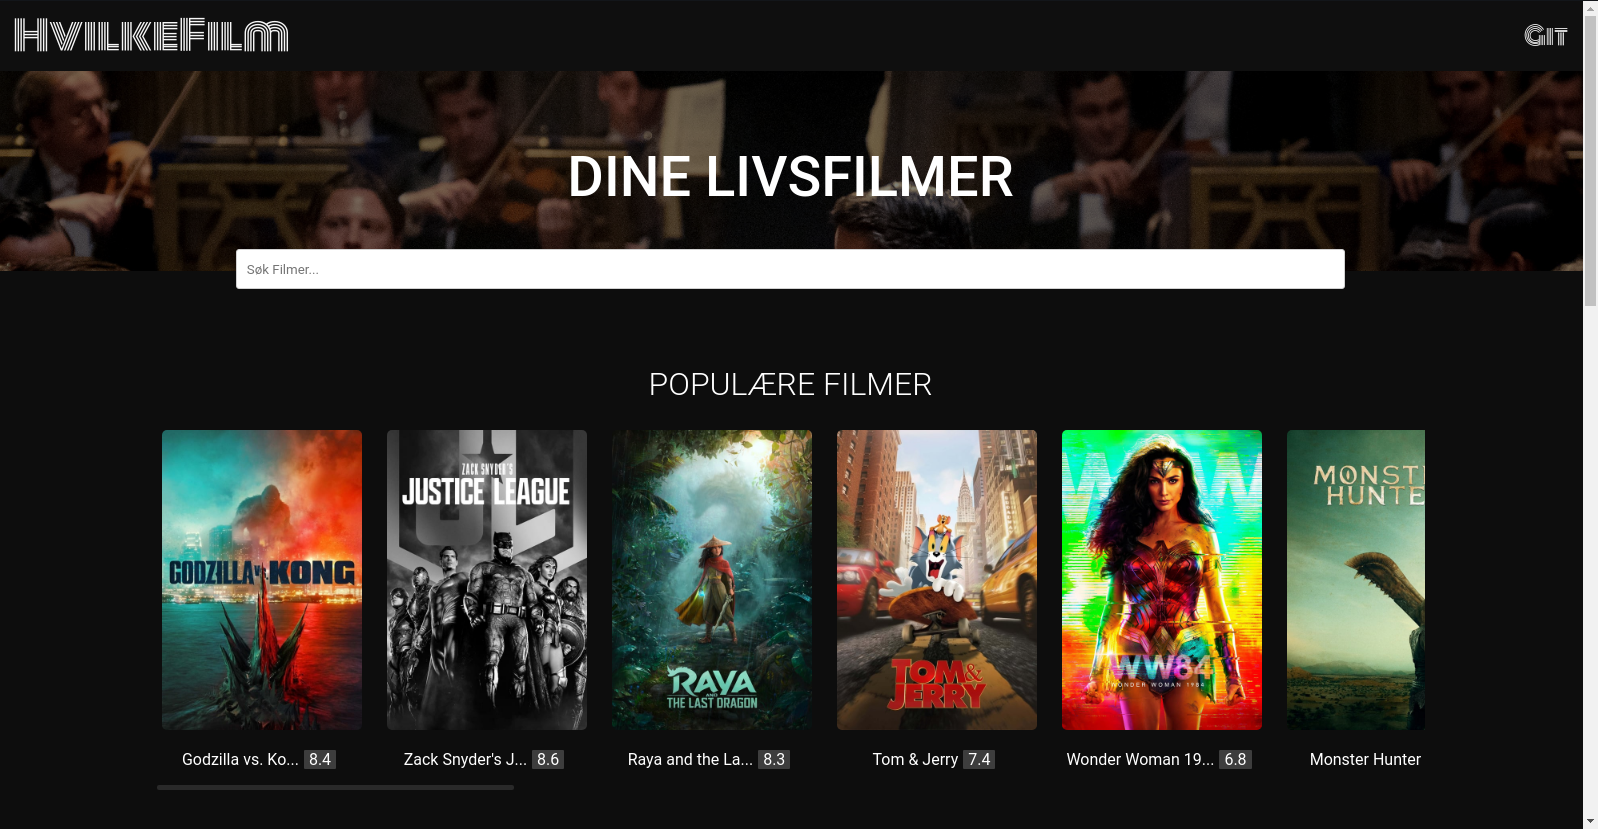 HvilkeFilm
Git
DINE LIVSFILMER
Søk Filmer...
POPULÆRE FILMER
GODZILLA vs. KONG
ZACK SNYDER'S
JUSTICE LEAGUE
JL
RAYA
AND
THE LAST DRAGON
TOM &
JERRY
WW
WW84
WONDER WOMAN 1984
MONST
HUNTE
Godzilla vs. Ko... 8.4
Zack Snyder's J... 8.6
Raya and the La... 8.3
Tom & Jerry 7.4
Wonder Woman 19... 6.8
Monster Hunter